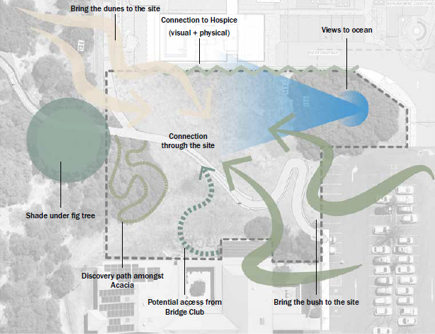 Bring the dunes to the site
Connection to Hospice
(visual + physical)
Views to ocean
Connection
through the site
Shade under fig tree
Discovery path amongst
Acacia
Potential access from
Bridge Club
Bring the bush to the site